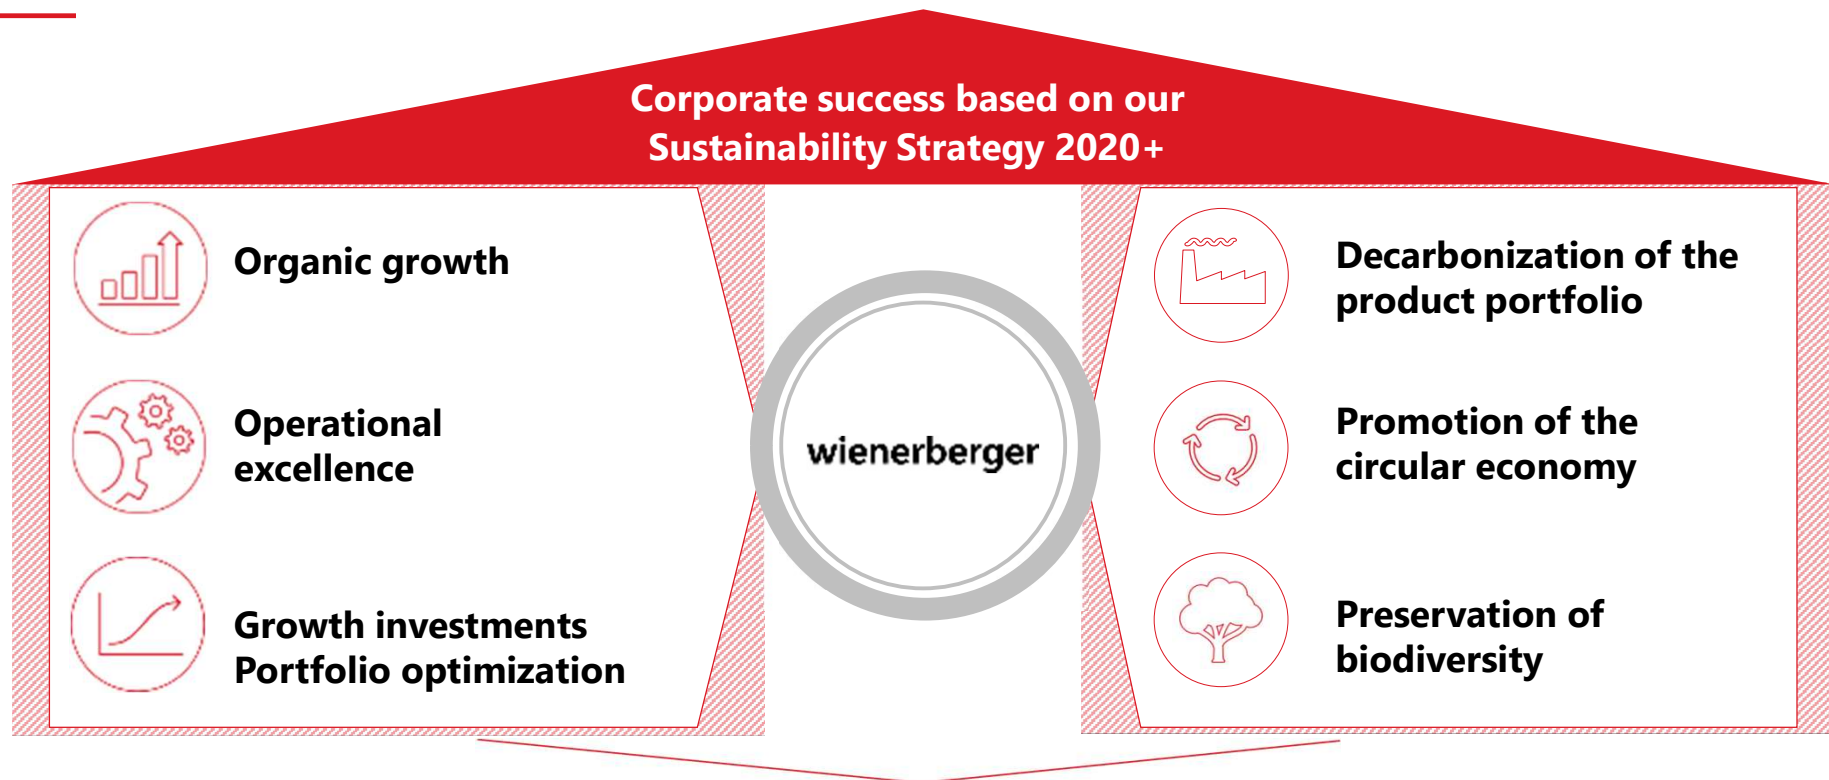 Corporate success based on our
Sustainability Strategy 2020+
Organic growth
Operational
excellence
Growth investments
Portfolio optimization
wienerberger
Decarbonization of the
product portfolio
Promotion of the
circular economy
Preservation of
biodiversity